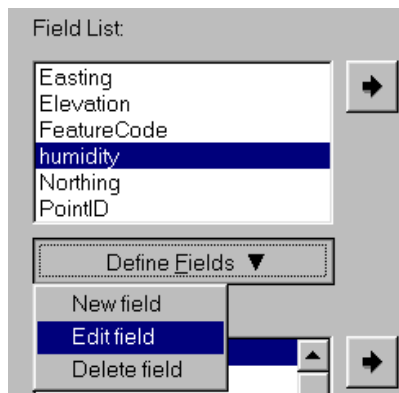 Field List:
Easting
Elevation
FeatureCode
humidity
Northing
PointID
Define Fields ▼
New field
Edit field
Delete field